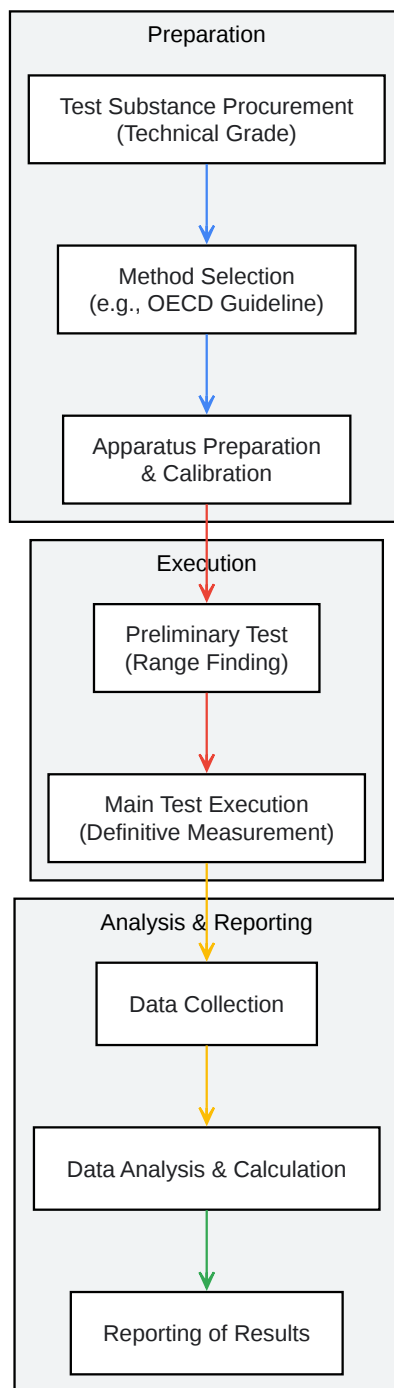 Preparation
Test Substance Procurement
(Technical Grade)
Method Selection
(e.g., OECD Guideline)
Apparatus Preparation
& Calibration
Execution
Preliminary Test
(Range Finding)
Main Test Execution
(Definitive Measurement)
Analysis & Reporting
Data Collection
Data Analysis & Calculation
Reporting of Results